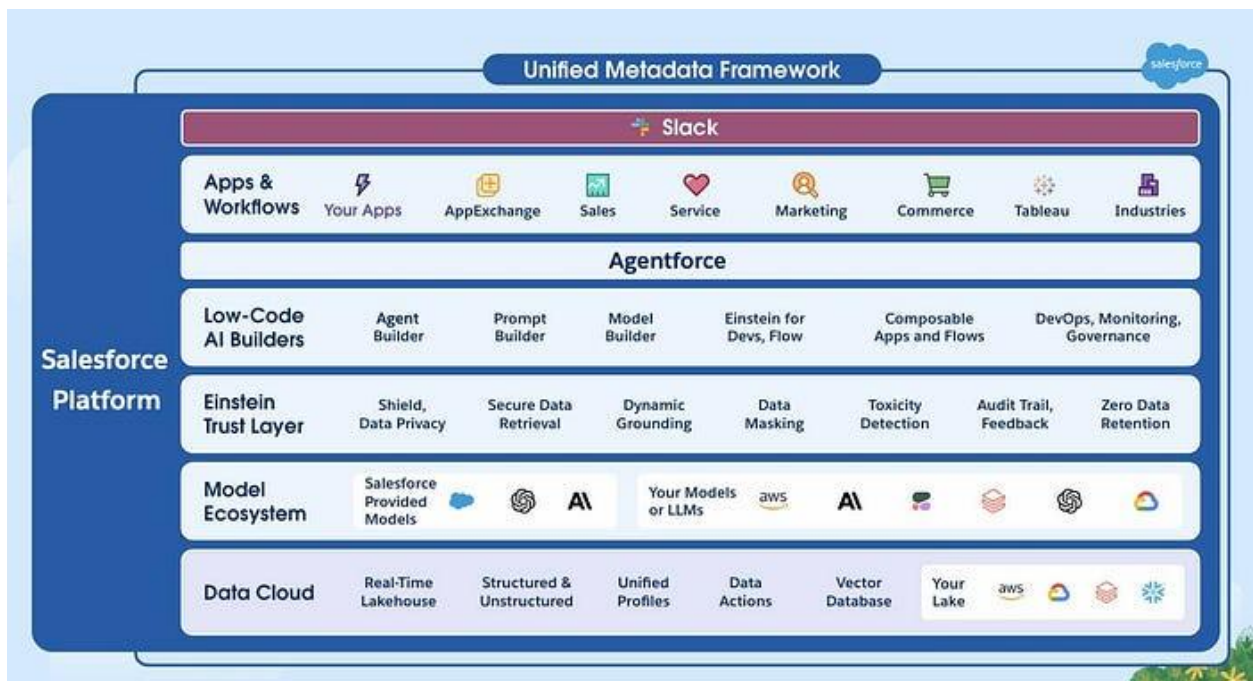 Unified Metadata Framework
salesforce
Salesforce
Platform
Slack
Apps &
Workflows
Your Apps
AppExchange
Sales
Service
Marketing
Commerce
Tableau
Industries
Agentforce
Low-Code
AI Builders
Agent
Builder
Prompt
Builder
Model
Builder
Einstein for
Devs, Flow
Composable
Apps and Flows
DevOps, Monitoring,
Governance
Einstein
Trust Layer
Shield,
Data Privacy
Secure Data
Retrieval
Dynamic
Grounding
Data
Masking
Toxicity
Detection
Audit Trail,
Feedback
Zero Data
Retention
Model
Ecosystem
Salesforce
Provided
Models
A\
Your Models
or LLMs
aws
A\
Data Cloud
Real-Time
Lakehouse
Structured &
Unstructured
Unified
Profiles
Data
Actions
Vector
Database
Your
Lake
aws